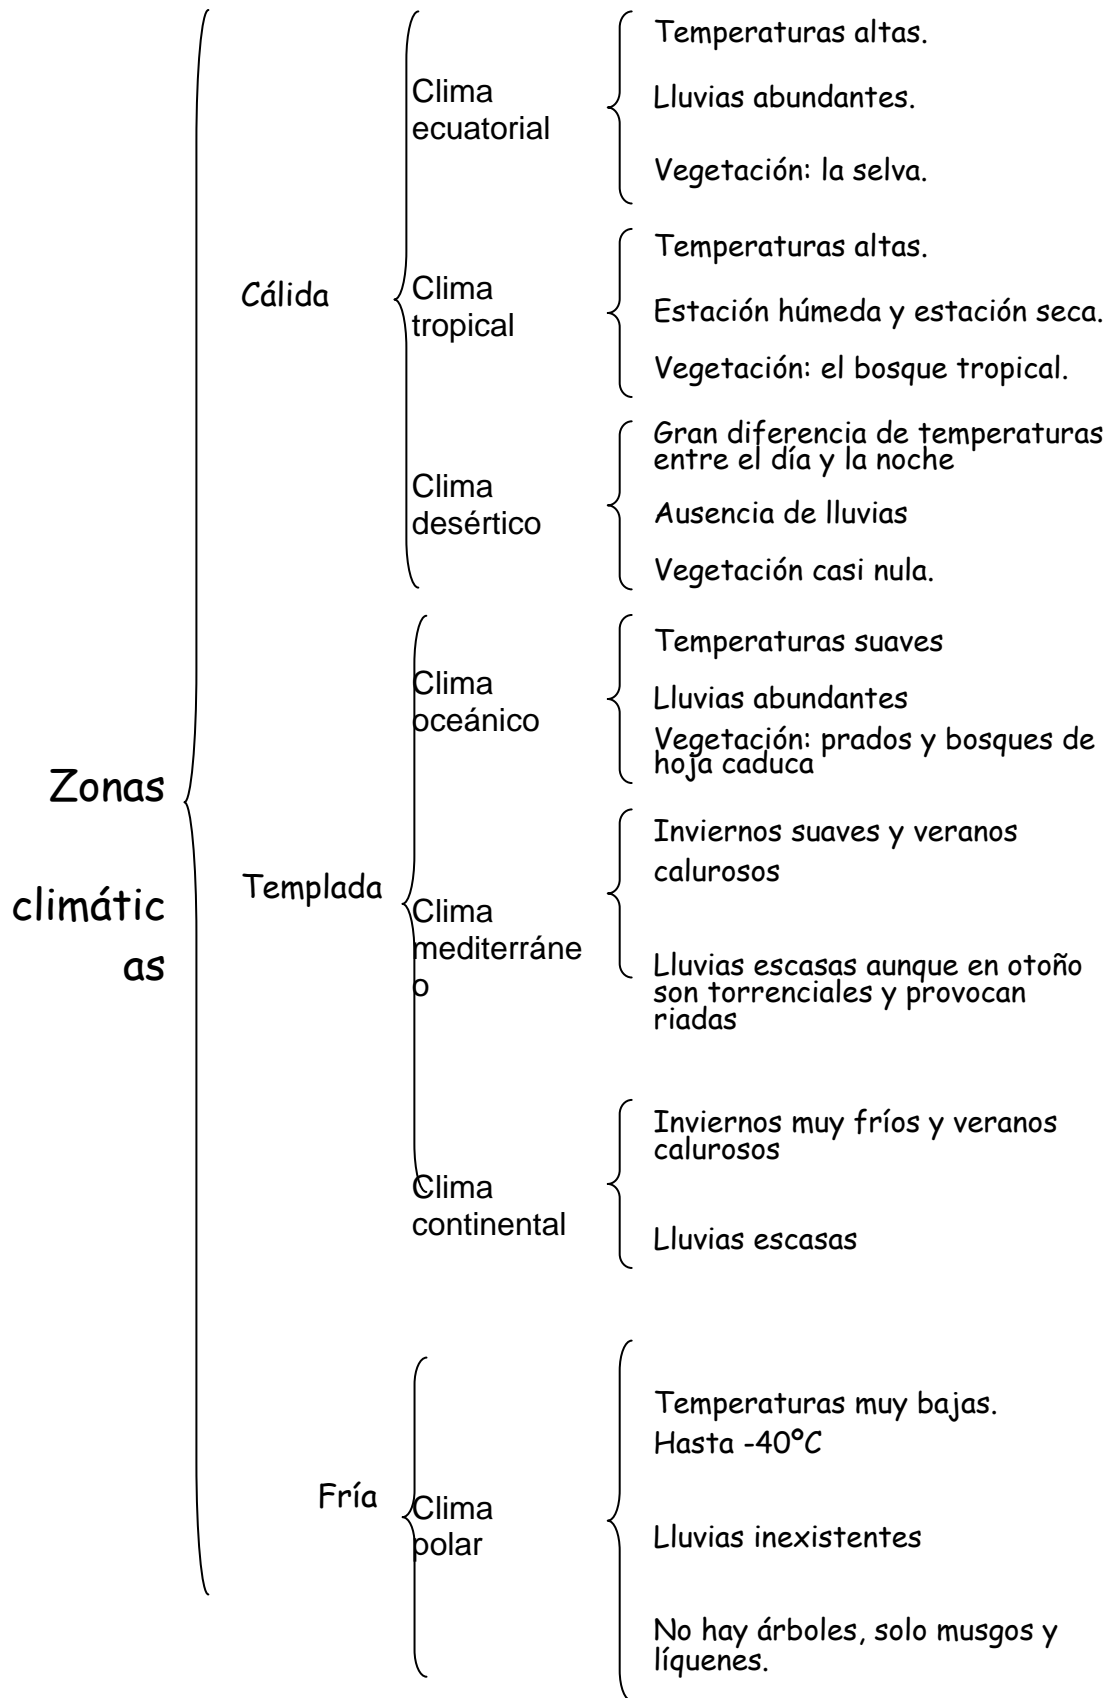 Zonas
climátic
as
Cálida
Clima
ecuatorial
Temperaturas altas.
Lluvias abundantes.
Vegetación: la selva.
Clima
tropical
Temperaturas altas.
Estación húmeda y estación seca.
Vegetación: el bosque tropical.
Clima
desértico
Gran diferencia de temperaturas
entre el día y la noche
Ausencia de lluvias
Vegetación casi nula.
Templada
Clima
oceánico
Temperaturas suaves
Lluvias abundantes
Vegetación: prados y bosques de
hoja caduca
Clima
mediterráne
o
Inviernos suaves y veranos
calurosos
Lluvias escasas aunque en otoño
son torrenciales y provocan
riadas
Clima
continental
Inviernos muy fríos y veranos
calurosos
Lluvias escasas
Fría
Clima
polar
Temperaturas muy bajas.
Hasta -40ºC
Lluvias inexistentes
No hay árboles, solo musgos y
líquenes.